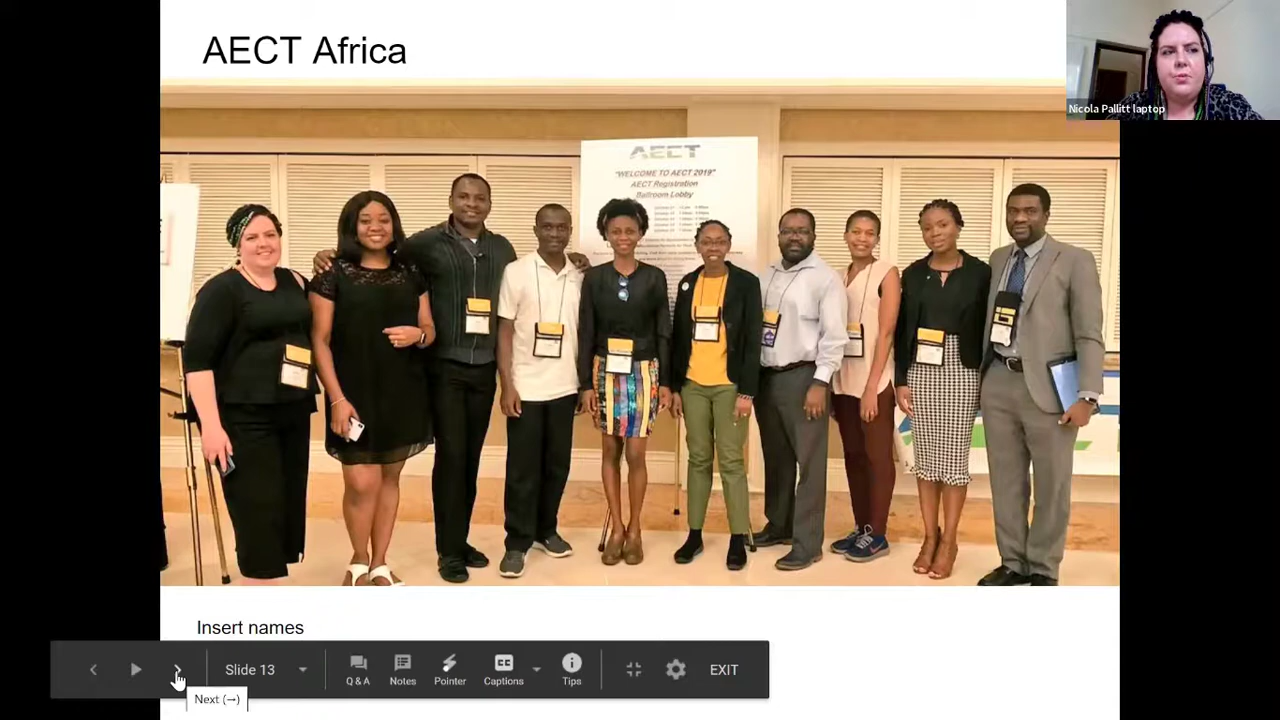 AECT Africa
Nicola Pallitt laptop
AECT
"WELCOME TO AECT 2019"
AECT Registration
Ballroom Lobby
Insert names
Slide 13
Q & A
Notes
Pointer
CC
Captions
Tips
EXIT
Next (→)